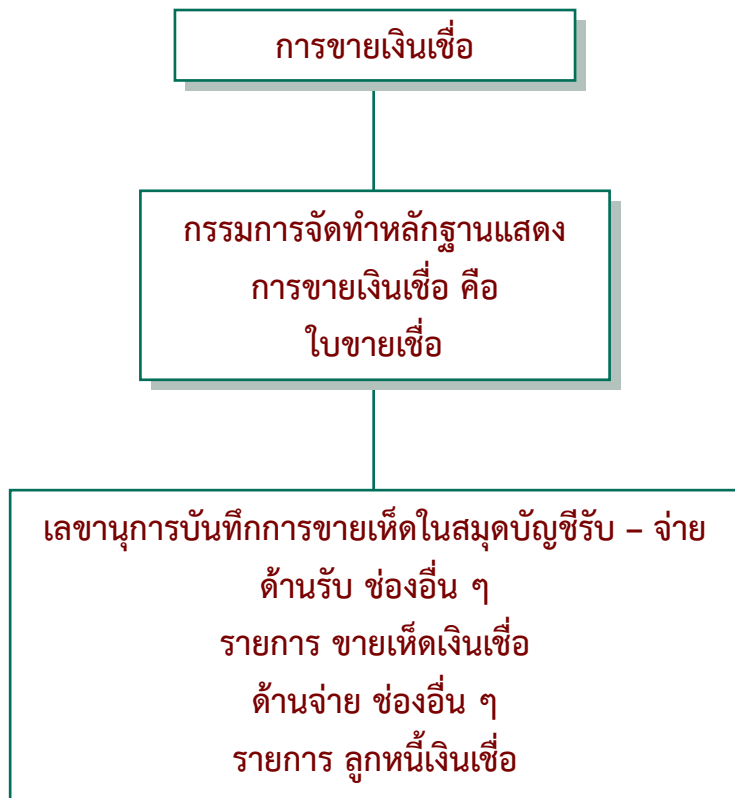 การขายเงินเชื่อ
กรรมการจัดทำหลักฐานแสดง
การขายเงินเชื่อ คือ
ใบขายเชื่อ
เลขานุการบันทึกการขายเห็ดในสมุดบัญชีรับ – จ่าย
ด้านรับ ช่องอื่น ๆ
รายการ ขายเห็ดเงินเชื่อ
ด้านจ่าย ช่องอื่น ๆ
รายการ ลูกหนี้เงินเชื่อ